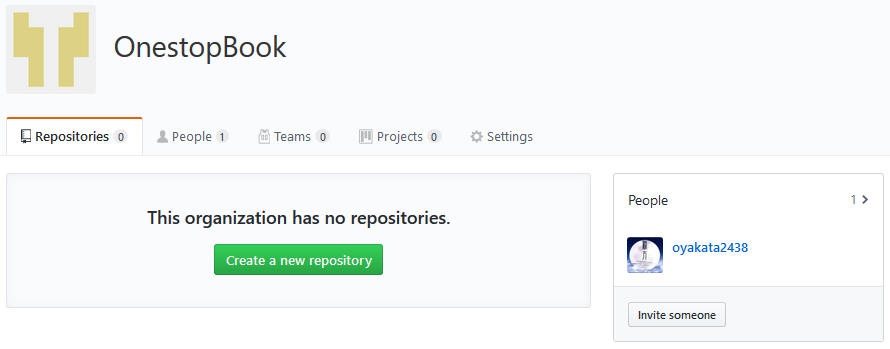 OnestopBook
Repositories 0
People 1
Teams 0
Projects 0
Settings
This organization has no repositories.
Create a new repository
People 1
oyakata2438
Invite someone